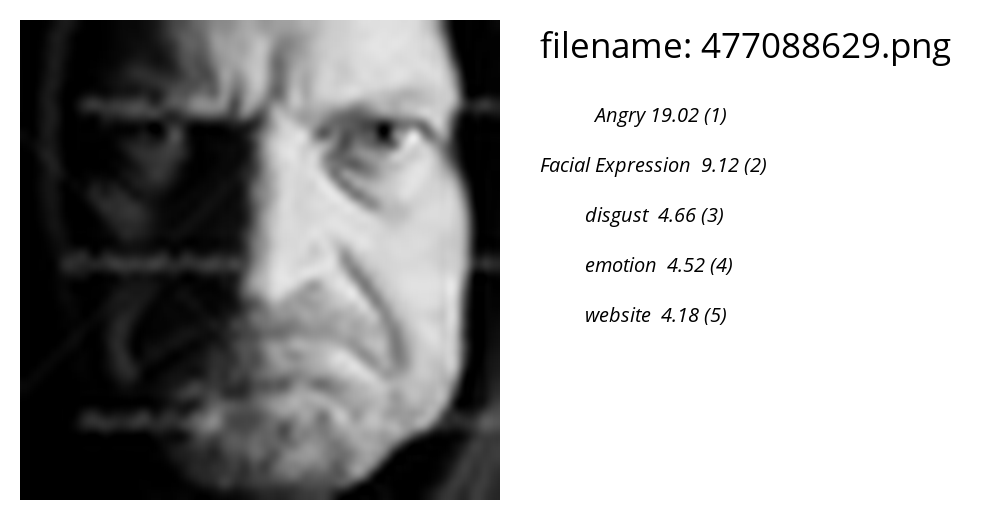 filename: 477088629.png
Angry 19.02 (1)
Facial Expression 9.12 (2)
disgust 4.66 (3)
emotion 4.52 (4)
website 4.18 (5)